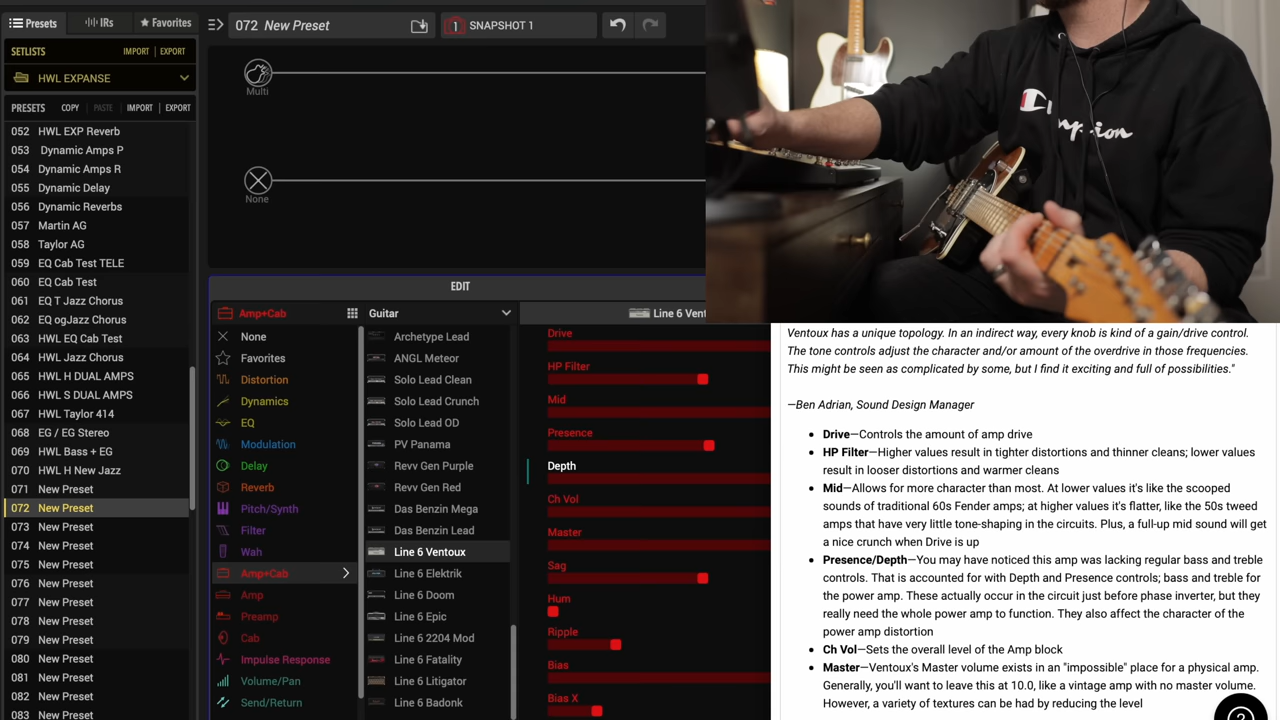 Presets
IRs
Favorites
072 New Preset
1
SNAPSHOT 1
SETLISTS
IMPORT | EXPORT
HWL EXPANSE
PRESETS
COPY | PASTE | IMPORT | EXPORT
052 HWL EXP Reverb
053 Dynamic Amps P
054 Dynamic Amps R
055 Dynamic Delay
056 Dynamic Reverbs
057 Martin AG
058 Taylor AG
059 EQ Cab Test TELE
060 EQ Cab Test
061 EQ T Jazz Chorus
062 EQ ogJazz Chorus
063 HWL EQ Cab Test
064 HWL Jazz Chorus
065 HWL H DUAL AMPS
066 HWL S DUAL AMPS
067 HWL Taylor 414
068 EG / EG Stereo
069 HWL Bass + EG
070 HWL H New Jazz
071 New Preset
072 New Preset
073 New Preset
074 New Preset
075 New Preset
076 New Preset
077 New Preset
078 New Preset
079 New Preset
080 New Preset
081 New Preset
082 New Preset
083 New Preset
Multi
None
EDIT
Amp+Cab
None
Favorites
Distortion
Dynamics
EQ
Modulation
Delay
Reverb
Pitch/Synth
Filter
Wah
Amp+Cab
Amp
Preamp
Cab
Impulse Response
Volume/Pan
Send/Return
Guitar
Archetype Lead
ANGL Meteor
Solo Lead Clean
Solo Lead Crunch
Solo Lead OD
PV Panama
Revv Gen Purple
Revv Gen Red
Das Benzin Mega
Das Benzin Lead
Line 6 Ventoux
Line 6 Elektrik
Line 6 Doom
Line 6 Epic
Line 6 2204 Mod
Line 6 Fatality
Line 6 Litigator
Line 6 Badonk
Line 6 Vent
Drive
HP Filter
Mid
Presence
Depth
Ch Vol
Master
Sag
Hum
Ripple
Bias
Bias X
Champion
Ventoux has a unique topology. In an indirect way, every knob is kind of a gain/drive control.
The tone controls adjust the character and/or amount of the overdrive in those frequencies.
This might be seen as complicated by some, but I find it exciting and full of possibilities."
—Ben Adrian, Sound Design Manager
• Drive—Controls the amount of amp drive
• HP Filter—Higher values result in tighter distortions and thinner cleans; lower values
result in looser distortions and warmer cleans
• Mid—Allows for more character than most. At lower values it's like the scooped
sounds of traditional 60s Fender amps; at higher values it's flatter, like the 50s tweed
amps that have very little tone-shaping in the circuits. Plus, a full-up mid sound will get
a nice crunch when Drive is up
• Presence/Depth—You may have noticed this amp was lacking regular bass and treble
controls. That is accounted for with Depth and Presence controls; bass and treble for
the power amp. These actually occur in the circuit just before phase inverter, but they
really need the whole power amp to function. They also affect the character of the
power amp distortion
• Ch Vol—Sets the overall level of the Amp block
• Master—Ventoux's Master volume exists in an "impossible" place for a physical amp.
Generally, you'll want to leave this at 10.0, like a vintage amp with no master volume.
However, a variety of textures can be had by reducing the level